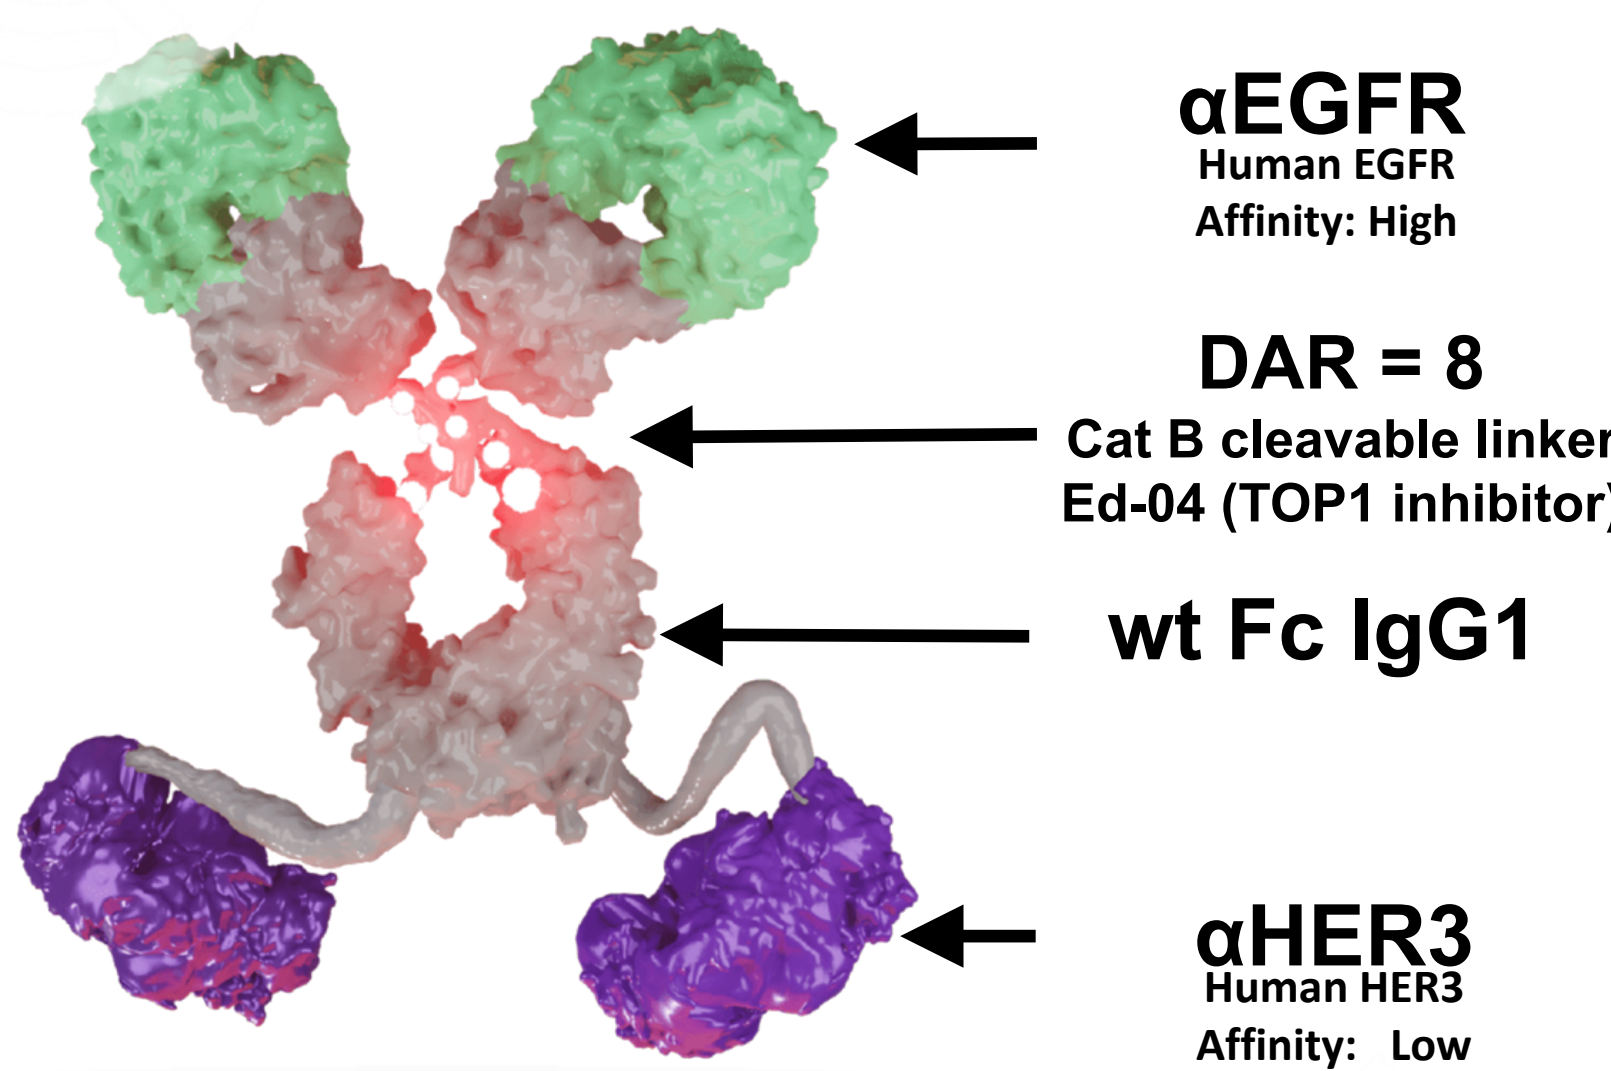 αEGFR
Human EGFR
Affinity: High
DAR = 8
Cat B cleavable linker
Ed-04 (TOP1 inhibitor)
wt Fc IgG1
αHER3
Human HER3
Affinity: Low